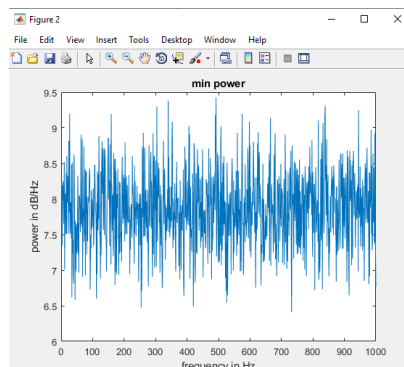 Figure 2
File Edit View Insert Tools Desktop Window Help
min power
9.5
9
8.5
8
7.5
7
6.5
6
power in dB/Hz
0 100 200 300 400 500 600 700 800 900 1000
frequency in Hz